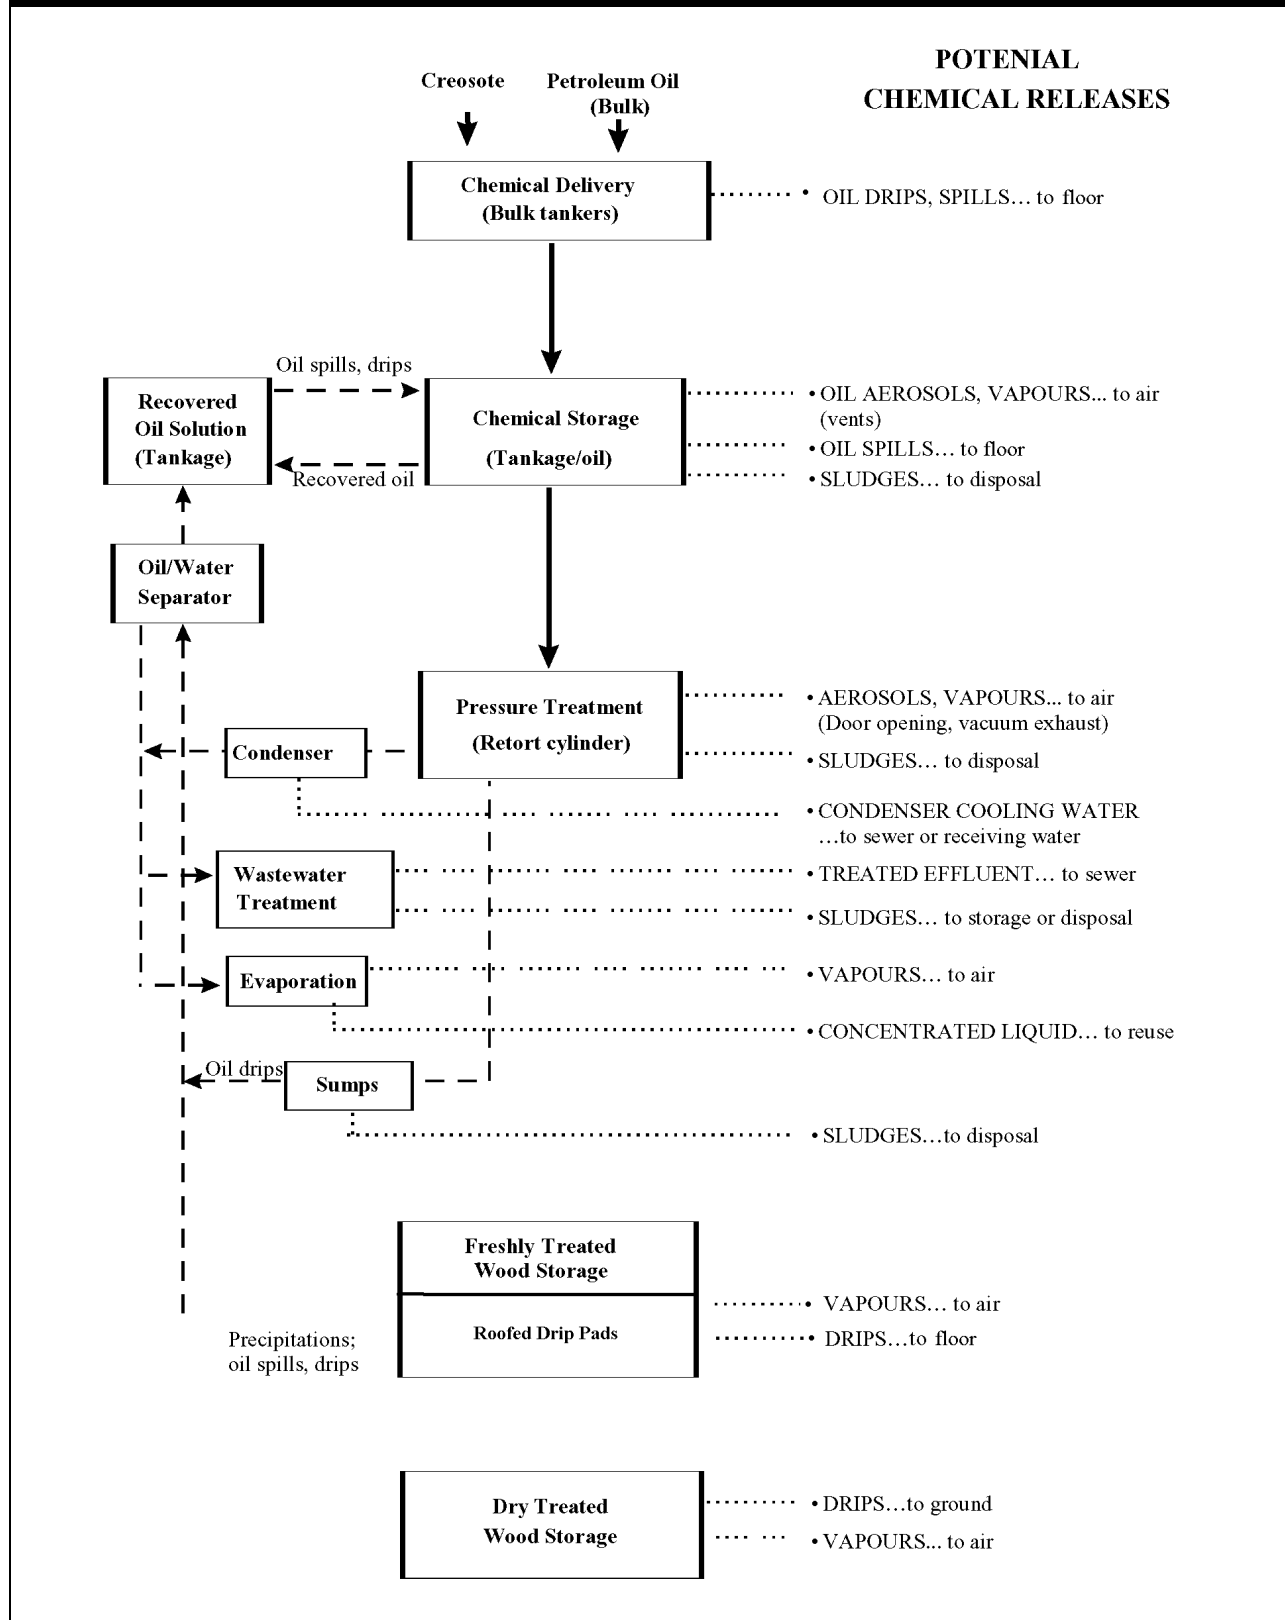 POTENIAL
CHEMICAL RELEASES
Creosote
Petroleum Oil
(Bulk)
Chemical Delivery
(Bulk tankers)
• OIL DRIPS, SPILLS… to floor
Oil spills, drips
Recovered
Oil Solution
(Tankage)
Chemical Storage
(Tankage/oil)
Recovered oil
• OIL AEROSOLS, VAPOURS... to air
(vents)
• OIL SPILLS… to floor
• SLUDGES… to disposal
Oil/Water
Separator
Pressure Treatment
(Retort cylinder)
• AEROSOLS, VAPOURS... to air
(Door opening, vacuum exhaust)
• SLUDGES… to disposal
Condenser
• CONDENSER COOLING WATER
…to sewer or receiving water
Wastewater
Treatment
• TREATED EFFLUENT… to sewer
• SLUDGES… to storage or disposal
Evaporation
• VAPOURS… to air
• CONCENTRATED LIQUID… to reuse
Oil drips
Sumps
• SLUDGES…to disposal
Freshly Treated
Wood Storage
Roofed Drip Pads
• VAPOURS… to air
• DRIPS…to floor
Precipitations;
oil spills, drips
Dry Treated
Wood Storage
• DRIPS…to ground
• VAPOURS... to air